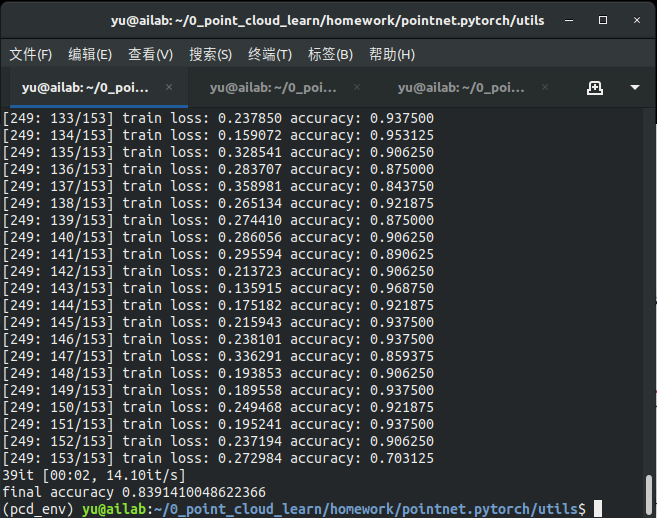 yu@ailab: ~/0_point_cloud_learn/homework/pointnet.pytorch/utils
文件(F) 编辑(E) 查看(V) 搜索(S) 终端(T) 标签(B) 帮助(H)
yu@ailab: ~/0_poi... × yu@ailab: ~/0_poi... × yu@ailab: ~/0_poi... ×
[249: 133/153] train loss: 0.237850 accuracy: 0.937500
[249: 134/153] train loss: 0.159072 accuracy: 0.953125
[249: 135/153] train loss: 0.328541 accuracy: 0.906250
[249: 136/153] train loss: 0.283707 accuracy: 0.875000
[249: 137/153] train loss: 0.358981 accuracy: 0.843750
[249: 138/153] train loss: 0.265134 accuracy: 0.921875
[249: 139/153] train loss: 0.274410 accuracy: 0.875000
[249: 140/153] train loss: 0.286056 accuracy: 0.906250
[249: 141/153] train loss: 0.295594 accuracy: 0.890625
[249: 142/153] train loss: 0.213723 accuracy: 0.906250
[249: 143/153] train loss: 0.135915 accuracy: 0.968750
[249: 144/153] train loss: 0.175182 accuracy: 0.921875
[249: 145/153] train loss: 0.215943 accuracy: 0.937500
[249: 146/153] train loss: 0.238101 accuracy: 0.937500
[249: 147/153] train loss: 0.336291 accuracy: 0.859375
[249: 148/153] train loss: 0.193853 accuracy: 0.906250
[249: 149/153] train loss: 0.189558 accuracy: 0.937500
[249: 150/153] train loss: 0.249468 accuracy: 0.921875
[249: 151/153] train loss: 0.195241 accuracy: 0.937500
[249: 152/153] train loss: 0.237194 accuracy: 0.906250
[249: 153/153] train loss: 0.272984 accuracy: 0.703125
39it [00:02, 14.10it/s]
final accuracy 0.8391410048622366
(pcd_env) yu@ailab:~/0_point_cloud_learn/homework/pointnet.pytorch/utils$